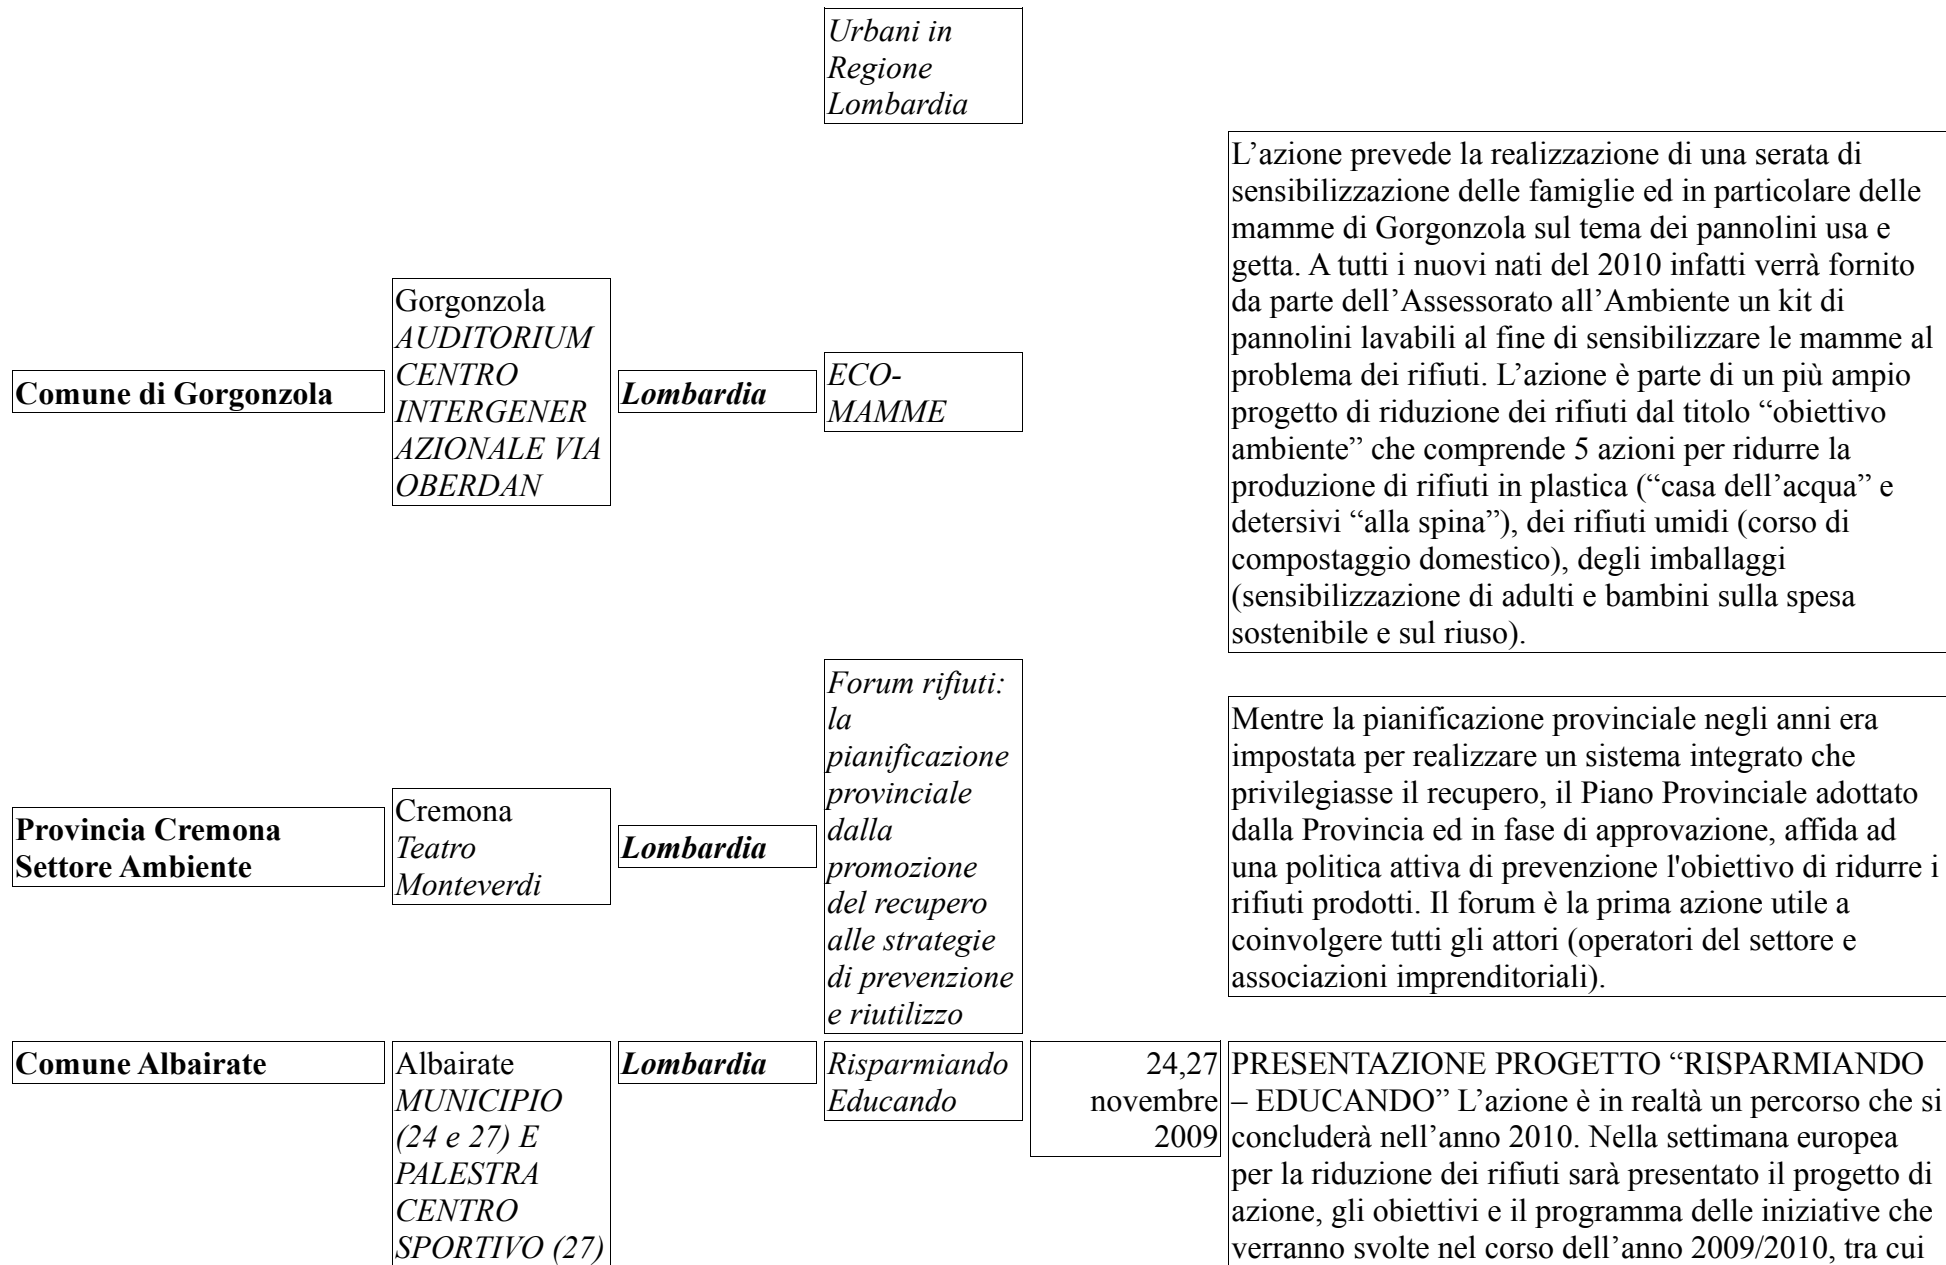 Urbani in
Regione
Lombardia
Comune di Gorgonzola
Gorgonzola
AUDITORIUM
CENTRO
INTERGENER
AZIONALE VIA
OBERDAN
Lombardia
ECO-
MAMME
L’azione prevede la realizzazione di una serata di
sensibilizzazione delle famiglie ed in particolare delle
mamme di Gorgonzola sul tema dei pannolini usa e
getta. A tutti i nuovi nati del 2010 infatti verrà fornito
da parte dell’Assessorato all’Ambiente un kit di
pannolini lavabili al fine di sensibilizzare le mamme al
problema dei rifiuti. L’azione è parte di un più ampio
progetto di riduzione dei rifiuti dal titolo “obiettivo
ambiente” che comprende 5 azioni per ridurre la
produzione di rifiuti in plastica (“casa dell’acqua” e
detersivi “alla spina”), dei rifiuti umidi (corso di
compostaggio domestico), degli imballaggi
(sensibilizzazione di adulti e bambini sulla spesa
sostenibile e sul riuso).
Provincia Cremona
Settore Ambiente
Cremona
Teatro
Monteverdi
Lombardia
Forum rifiuti:
la
pianificazione
provinciale
dalla
promozione
del recupero
alle strategie
di prevenzione
e riutilizzo
Mentre la pianificazione provinciale negli anni era
impostata per realizzare un sistema integrato che
privilegiasse il recupero, il Piano Provinciale adottato
dalla Provincia ed in fase di approvazione, affida ad
una politica attiva di prevenzione l'obiettivo di ridurre i
rifiuti prodotti. Il forum è la prima azione utile a
coinvolgere tutti gli attori (operatori del settore e
associazioni imprenditoriali).
Comune Albairate
Albairate
MUNICIPIO
(24 e 27) E
PALESTRA
CENTRO
SPORTIVO (27)
Lombardia
Risparmiando
Educando
24,27
novembre
2009
PRESENTAZIONE PROGETTO “RISPARMIANDO
– EDUCANDO” L’azione è in realtà un percorso che si
concluderà nell’anno 2010. Nella settimana europea
per la riduzione dei rifiuti sarà presentato il progetto di
azione, gli obiettivi e il programma delle iniziative che
verranno svolte nel corso dell’anno 2009/2010, tra cui